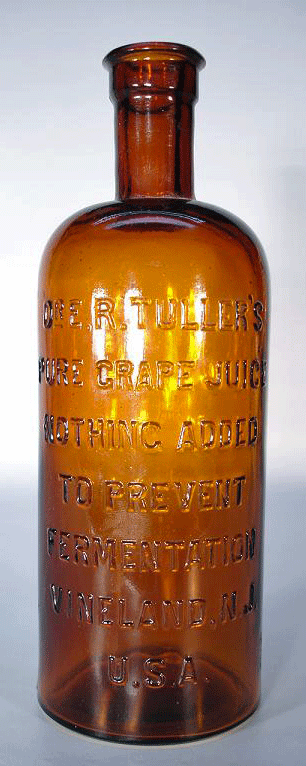 DR E. R. TULLER'S
PURE GRAPE JUICE
NOTHING ADDED
TO PREVENT
FERMENTATION
VINELAND, N.J.
U.S.A.